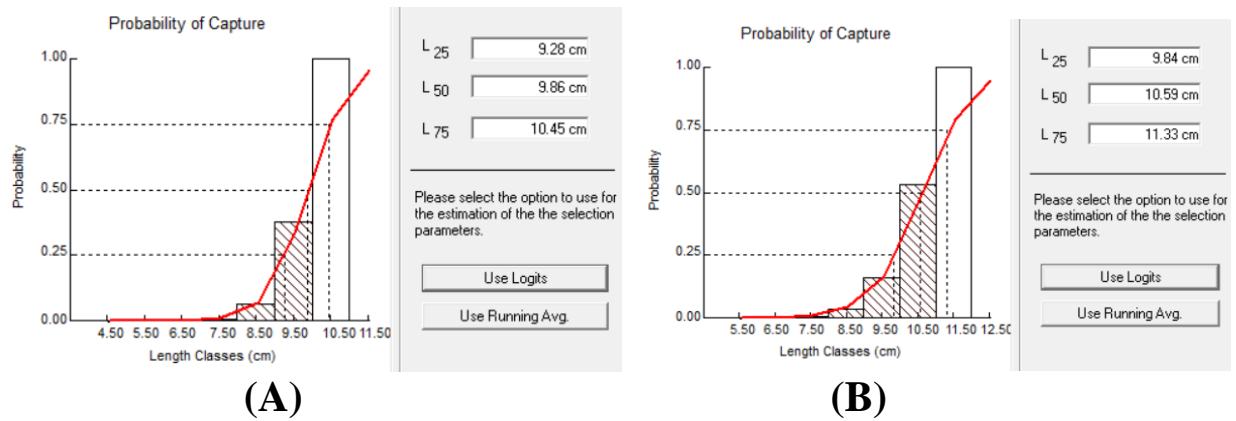 Probability of Capture
1.00
0.75
0.50
0.25
0.00
Probability
4.50 5.50 6.50 7.50 8.50 9.50 10.50 11.50
Length Classes (cm)
L 25 9.28 cm
L 50 9.86 cm
L 75 10.45 cm
Please select the option to use for
the estimation of the the selection
parameters.
Use Logits
Use Running Avg.
(A)
Probability of Capture
1.00
0.75
0.50
0.25
0.00
Probability
5.50 6.50 7.50 8.50 9.50 10.50 11.50 12.50
Length Classes (cm)
L 25 9.84 cm
L 50 10.59 cm
L 75 11.33 cm
Please select the option to use for
the estimation of the the selection
parameters.
Use Logits
Use Running Avg.
(B)